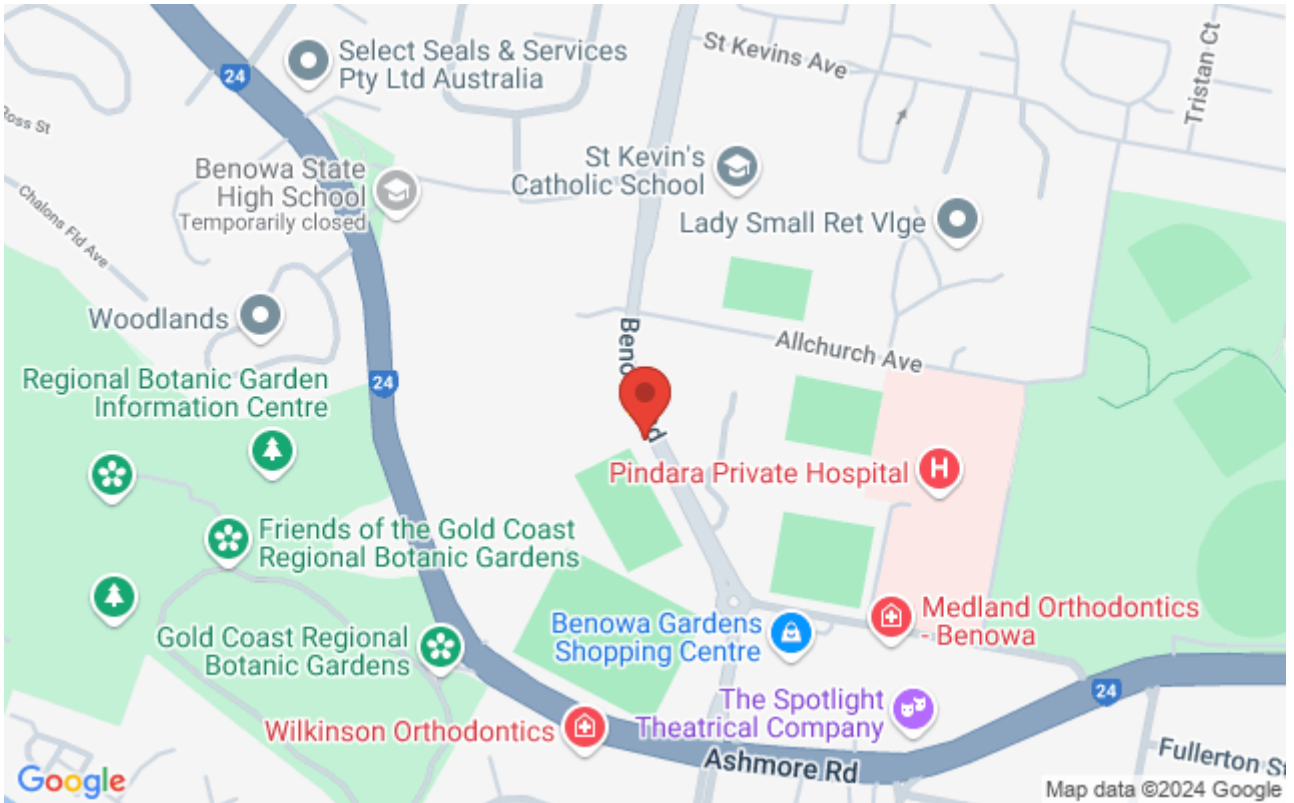 St Kevins Ave
Tristan Ct
Select Seals & Services
Pty Ltd Australia
24
Ross St
St Kevin's
Catholic School
Benowa State
High School
Temporarily closed
Chalons Fld Ave
Lady Small Ret Vlge
Woodlands
Allchurch Ave
Regional Botanic Garden
Information Centre
24
Pindara Private Hospital
H
Friends of the Gold Coast
Regional Botanic Gardens
Gold Coast Regional
Botanic Gardens
Benowa Gardens
Shopping Centre
Medland Orthodontics
- Benowa
24
The Spotlight
Theatrical Company
Wilkinson Orthodontics
Ashmore Rd
Fullerton St
Google
Map data ©2024 Google